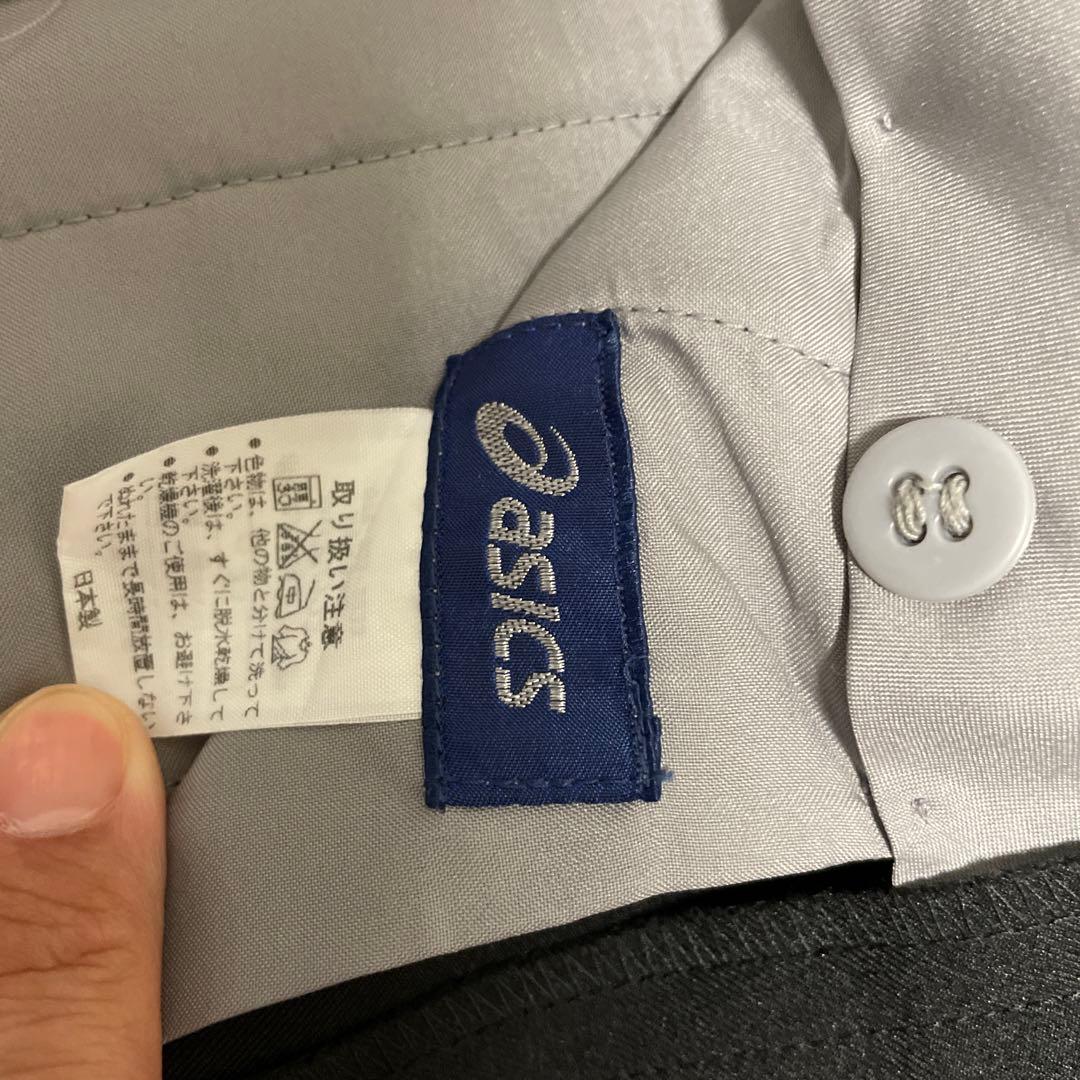 取り扱い注意
30
●色物は、他の物と分けて洗って
下さい。
●洗濯後は、すぐに脱水乾燥して
下さい。
●乾燥機のご使用は、お避け下さ
い。
●ぬれたままで長時間放置しない
で下さい。
日本製
asics